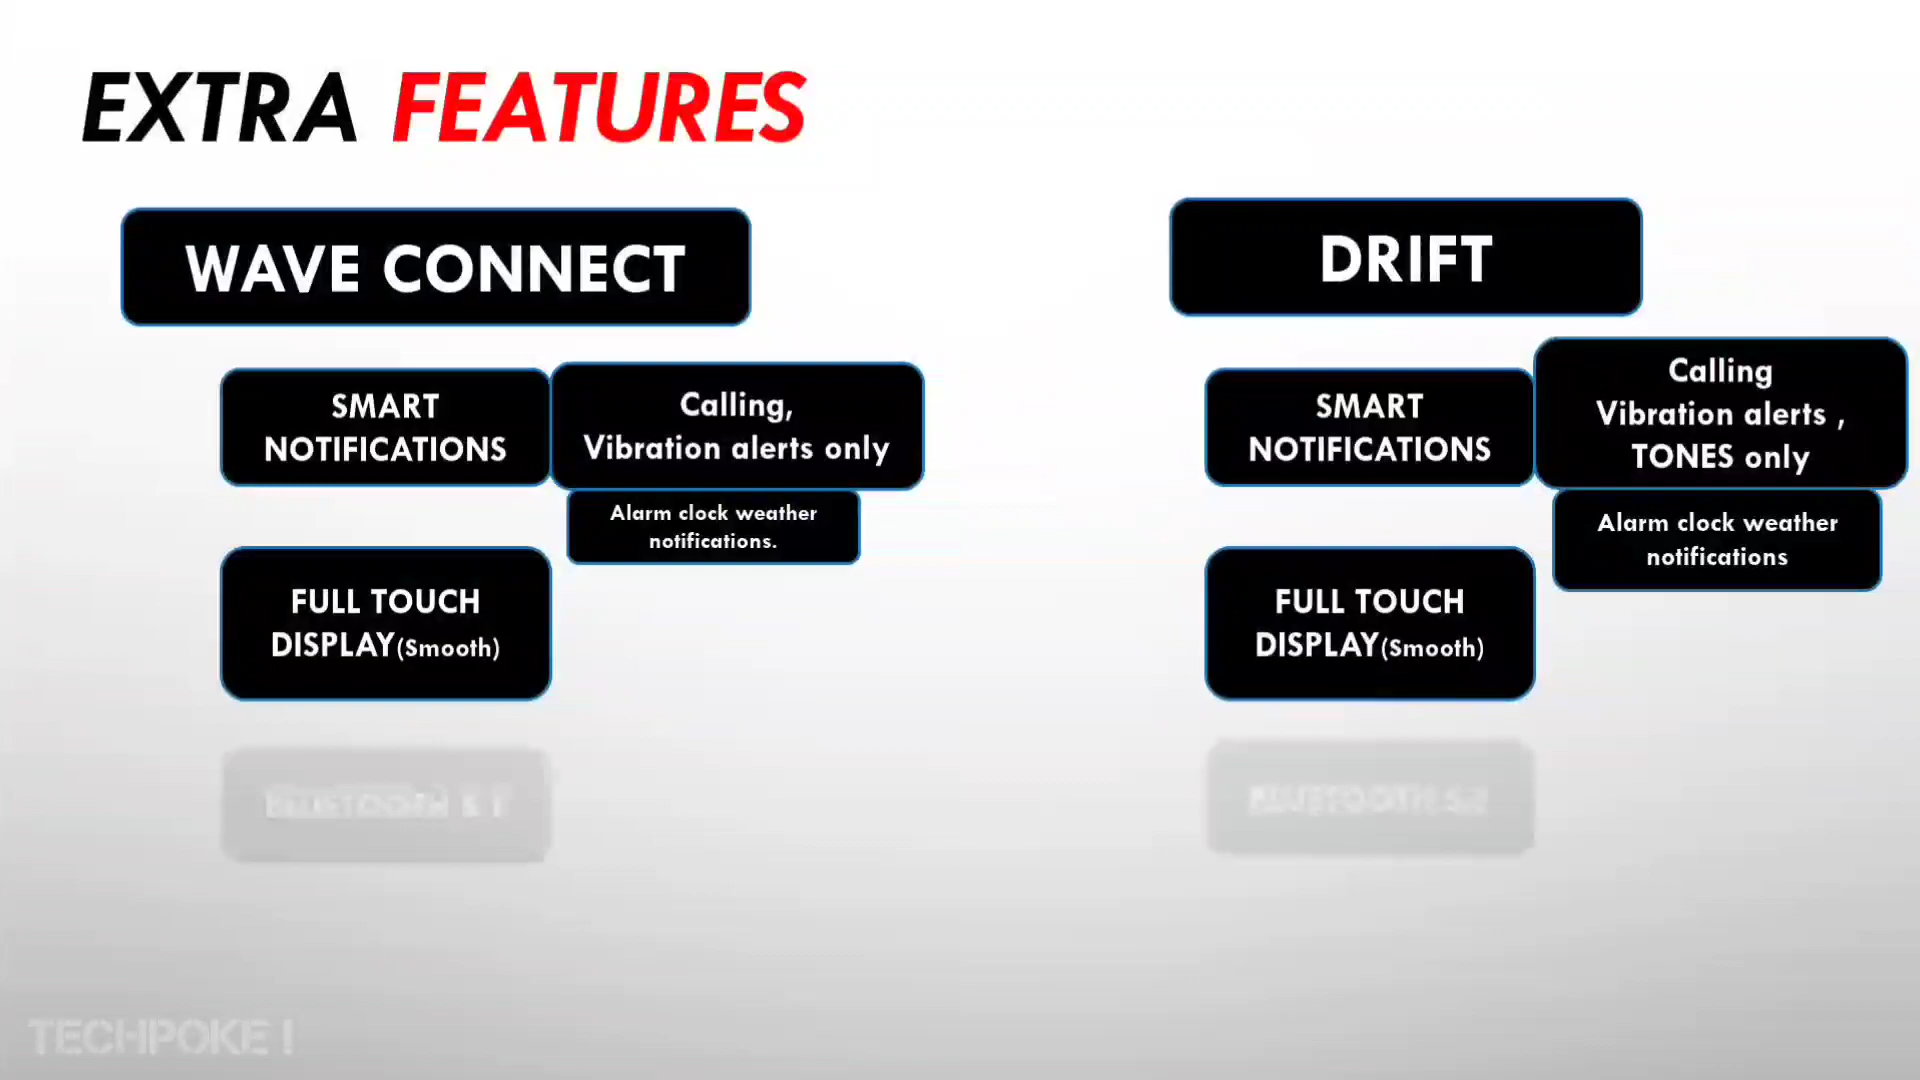 EXTRA FEATURES
WAVE CONNECT
SMART
NOTIFICATIONS
Calling,
Vibration alerts only
Alarm clock weather
notifications.
FULL TOUCH
DISPLAY(Smooth)
DRIFT
SMART
NOTIFICATIONS
Calling
Vibration alerts ,
TONES only
Alarm clock weather
notifications
FULL TOUCH
DISPLAY(Smooth)
TECHPOKE !